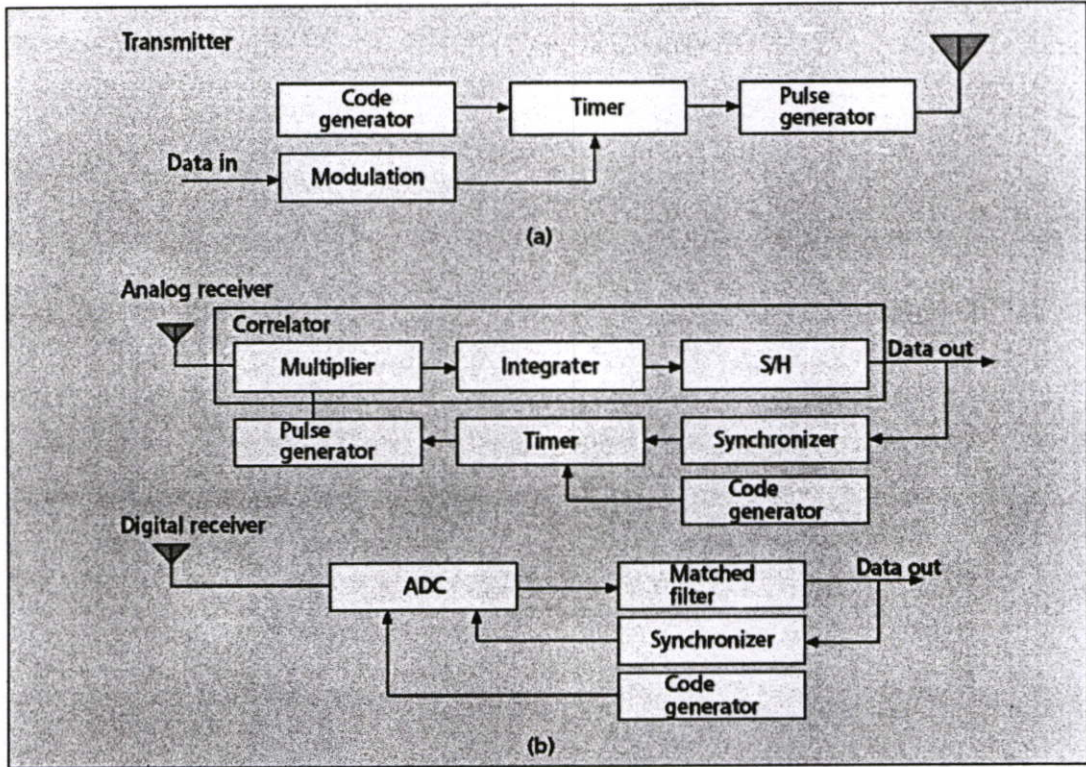 Transmitter
Code
generator
Timer
Pulse
generator
Data in
Modulation
(a)
Analog receiver
Correlator
Multiplier
Integrater
S/H
Data out
Pulse
generator
Timer
Synchronizer
Code
generator
Digital receiver
ADC
Matched
filter
Data out
Synchronizer
Code
generator
(b)